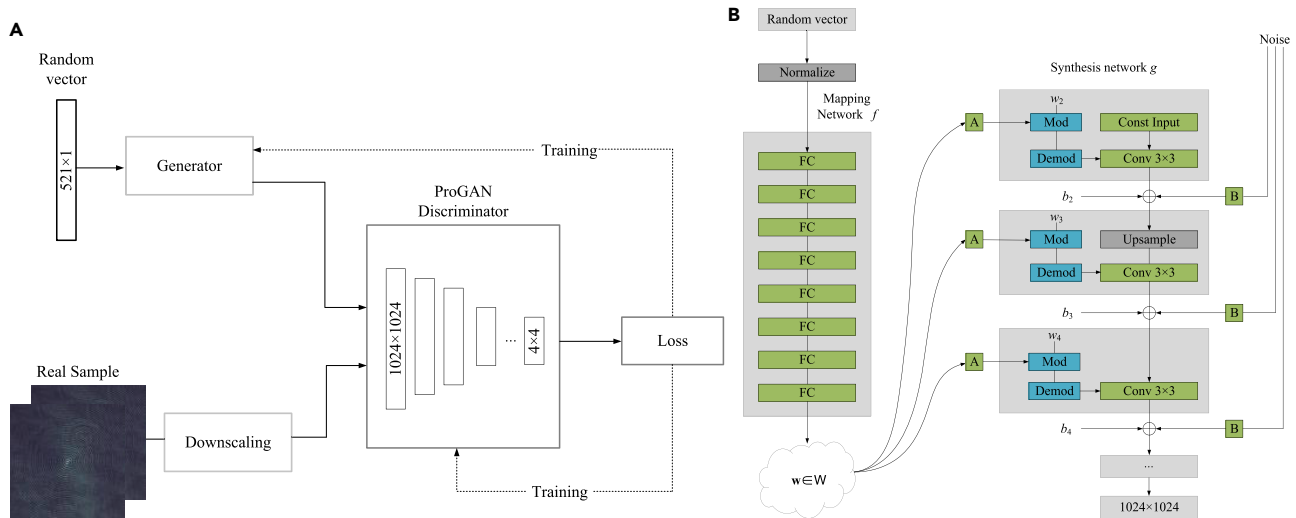 A
Random
vector
521×1
Generator
Training
ProGAN
Discriminator
1024×1024
...
4×4
Loss
Real Sample
Downscaling
Training
B
Random vector
Normalize
Mapping
Network f
FC
FC
FC
FC
FC
FC
FC
FC
w∈W
Noise
Synthesis network g
A
w2
Mod
Const Input
Demod
Conv 3×3
b2
B
A
w3
Mod
Upsample
Demod
Conv 3×3
b3
B
A
w4
Mod
Demod
Conv 3×3
b4
B
...
1024×1024